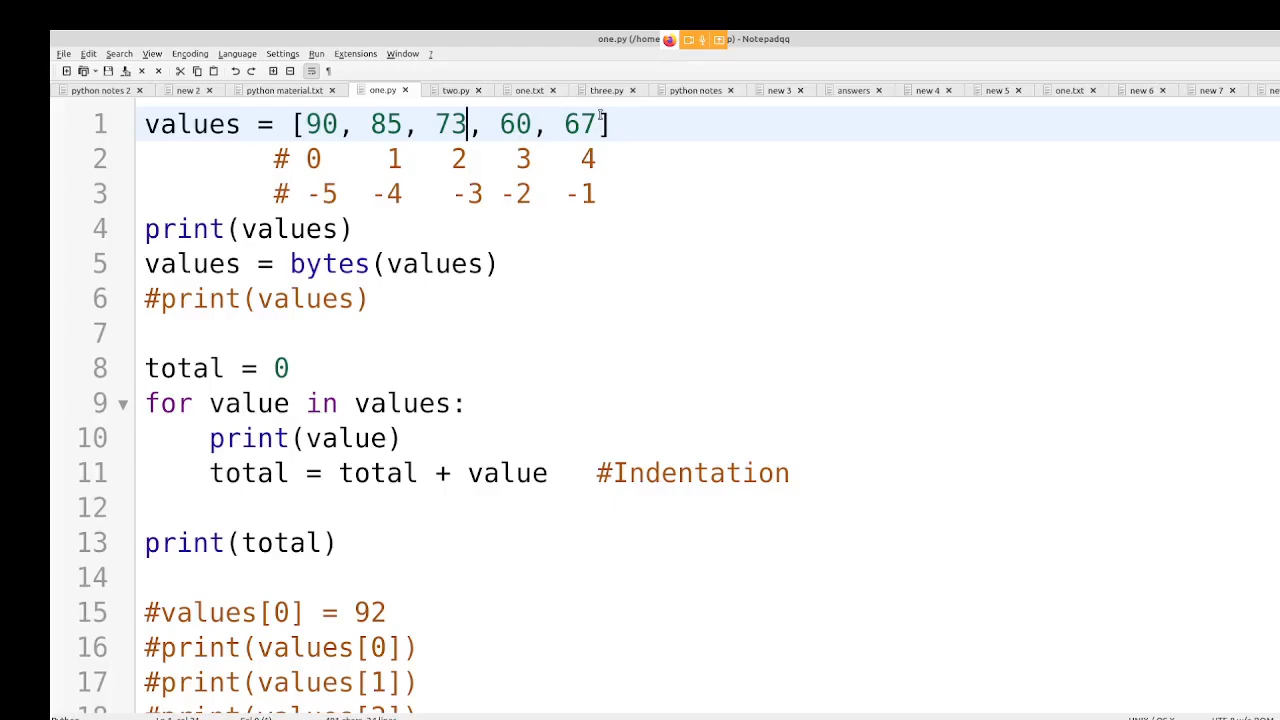 one.py (/home p) - Notepadqq
File Edit Search View Encoding Language Settings Run Extensions Window ?
python notes 2 new 2 python material.txt one.py two.py one.txt three.py python notes new 3 answers new 4 new 5 one.txt new 6 new 7
1 values = [90, 85, 73, 60, 67]
2 # 0 1 2 3 4
3 # -5 -4 -3 -2 -1
4 print(values)
5 values = bytes(values)
6 #print(values)
7
8 total = 0
9 for value in values:
10 print(value)
11 total = total + value #Indentation
12
13 print(total)
14
15 #values[0] = 92
16 #print(values[0])
17 #print(values[1])
18 #print(values[2])